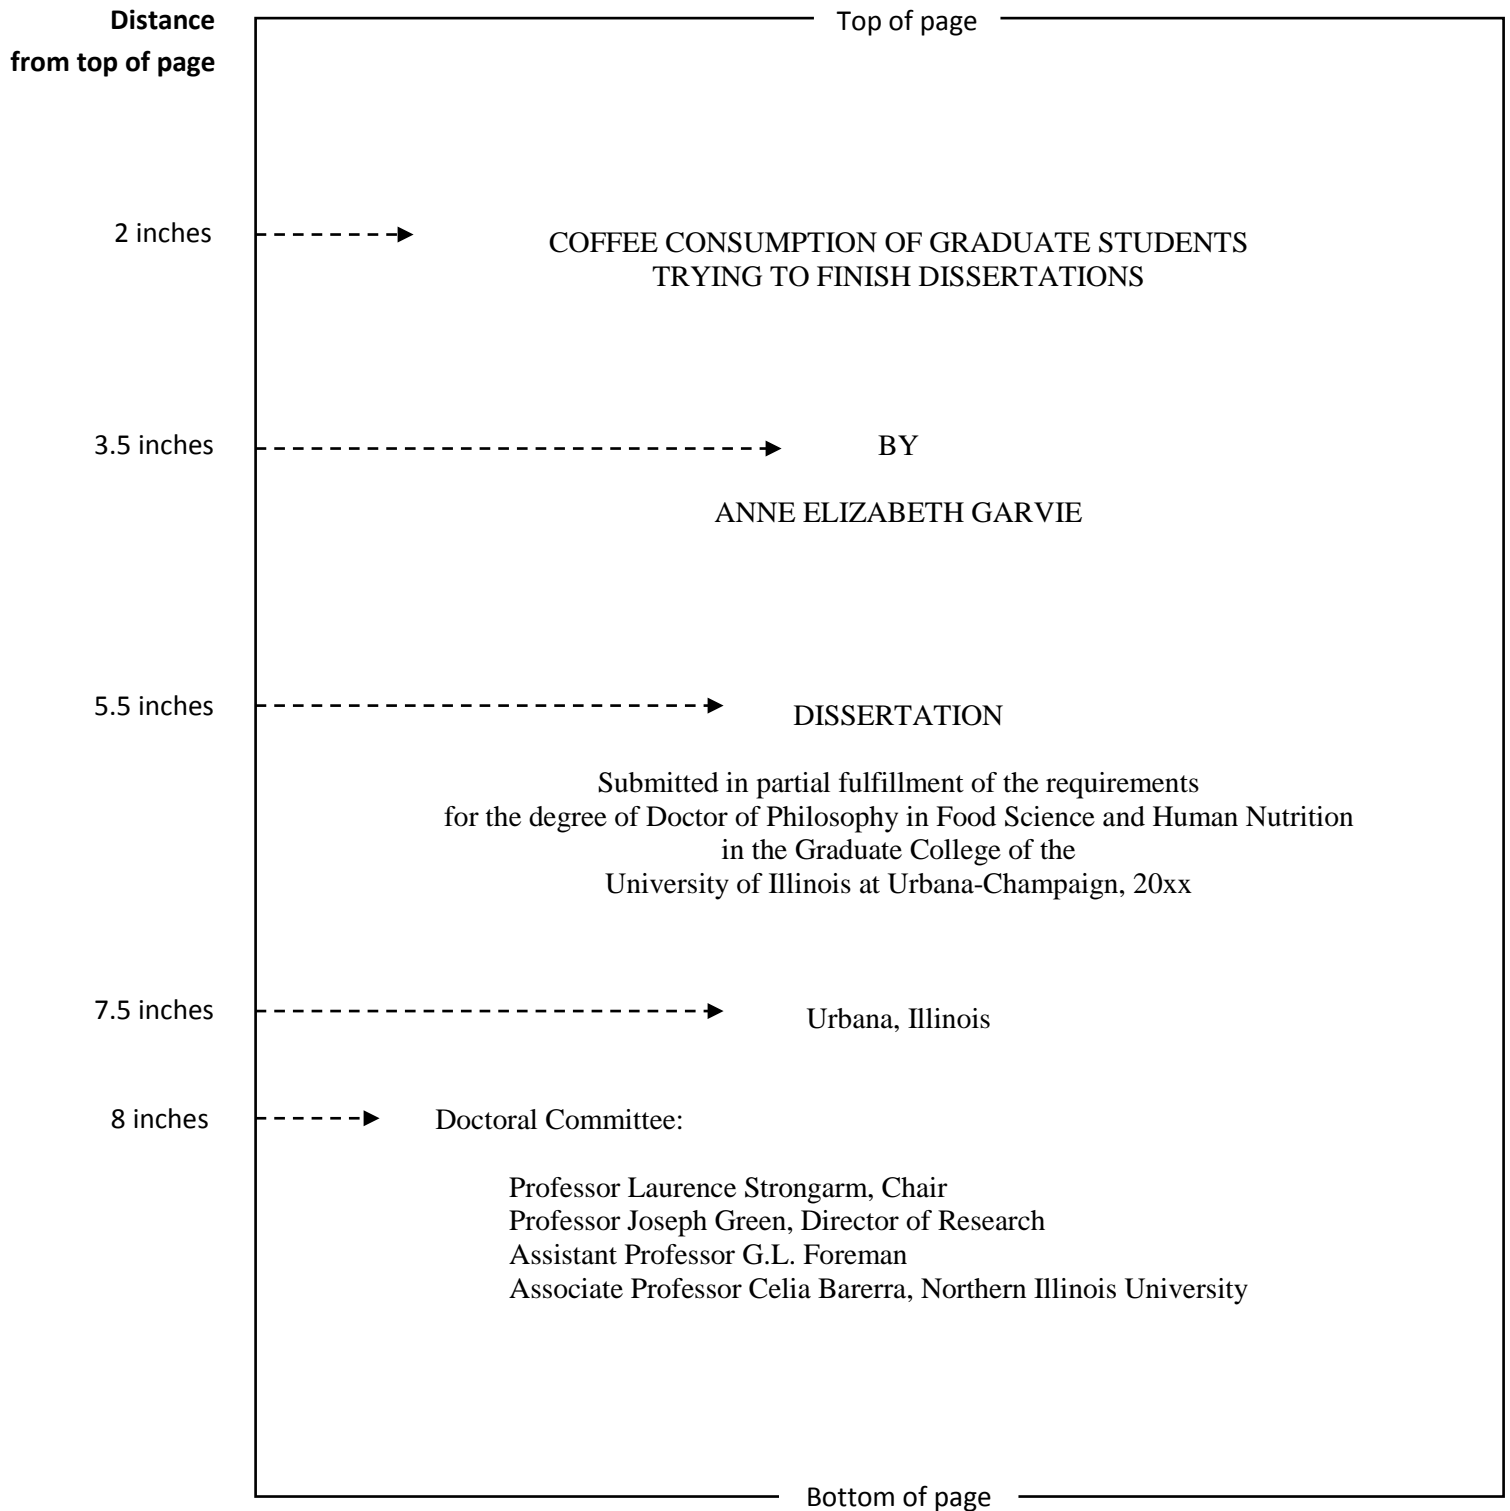 Distance
from top of page
Top of page
2 inches
COFFEE CONSUMPTION OF GRADUATE STUDENTS
TRYING TO FINISH DISSERTATIONS
3.5 inches
BY
ANNE ELIZABETH GARVIE
5.5 inches
DISSERTATION
Submitted in partial fulfillment of the requirements
for the degree of Doctor of Philosophy in Food Science and Human Nutrition
in the Graduate College of the
University of Illinois at Urbana-Champaign, 20xx
7.5 inches
Urbana, Illinois
8 inches
Doctoral Committee:
Professor Laurence Strongarm, Chair
Professor Joseph Green, Director of Research
Assistant Professor G.L. Foreman
Associate Professor Celia Barerra, Northern Illinois University
Bottom of page